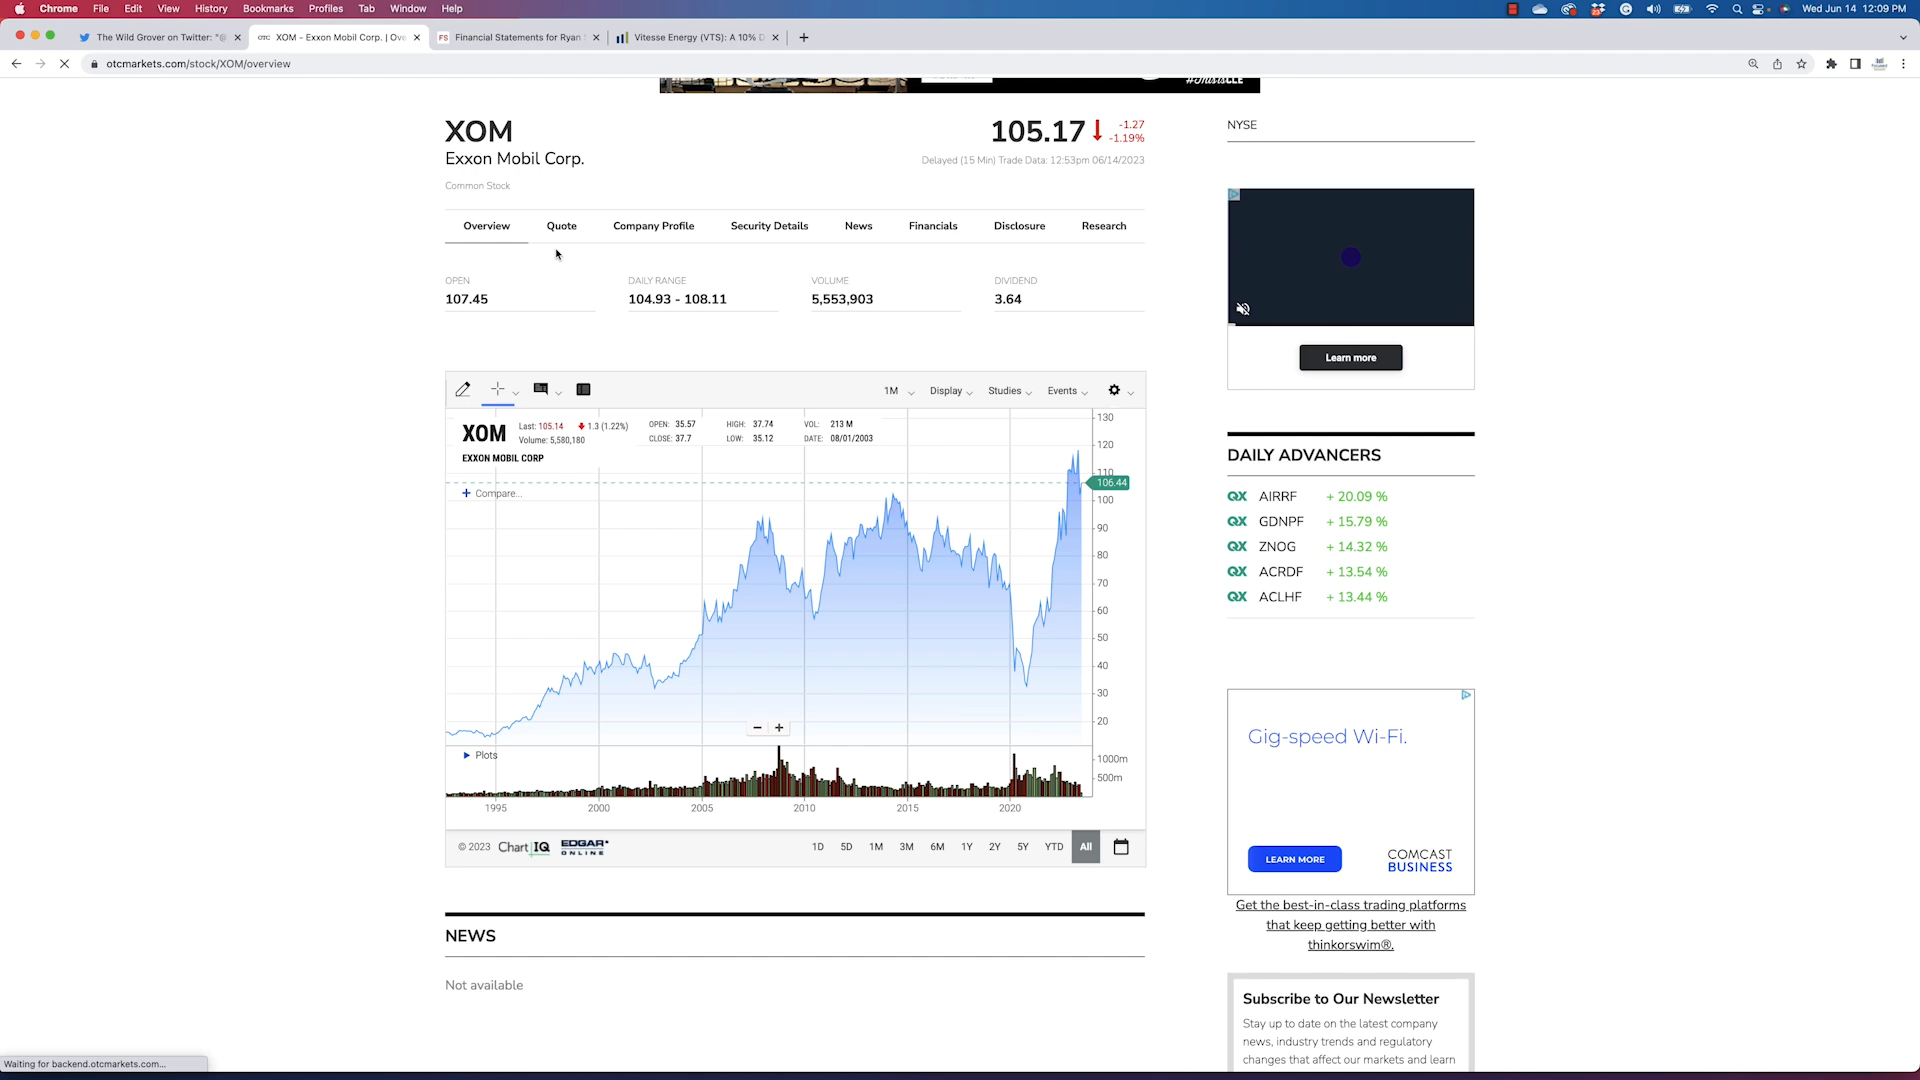 Chrome File Edit View History Bookmarks Profiles Tab Window Help
Wed Jun 14 12:09 PM
The Wild Grover on Twitter: "@
XOM - Exxon Mobil Corp. | Ove
Financial Statements for Ryan
Vitesse Energy (VTS): A 10% D
otcmarkets.com/stock/XOM/overview
XOM
Exxon Mobil Corp.
Common Stock
105.17
-1.27
-1.19%
Delayed (15 Min) Trade Data: 12:53pm 06/14/2023
Overview Quote Company Profile Security Details News Financials Disclosure Research
OPEN
107.45
DAILY RANGE
104.93 - 108.11
VOLUME
5,553,903
DIVIDEND
3.64
1M Display Studies Events
XOM
Last: 105.14 1.3 (1.22%)
Volume: 5,580,180
EXXON MOBIL CORP
OPEN: 35.57 HIGH: 37.74 VOL: 213 M
CLOSE: 37.7 LOW: 35.12 DATE: 08/01/2003
+ Compare...
130
120
110
106.44
100
90
80
70
60
50
40
30
20
Plots
1000m
500m
1995 2000 2005 2010 2015 2020
© 2023 ChartIQ EDGAR ONLINE
1D 5D 1M 3M 6M 1Y 2Y 5Y YTD All
NEWS
Not available
NYSE
Learn more
DAILY ADVANCERS
QX AIRRF + 20.09 %
QX GDNPF + 15.79 %
QX ZNOG + 14.32 %
QX ACRDF + 13.54 %
QX ACLHF + 13.44 %
Gig-speed Wi-Fi.
LEARN MORE
COMCAST
BUSINESS
Get the best-in-class trading platforms
that keep getting better with
thinkorswim®.
Subscribe to Our Newsletter
Stay up to date on the latest company
news, industry trends and regulatory
changes that affect our markets and learn
Waiting for backend.otcmarkets.com...